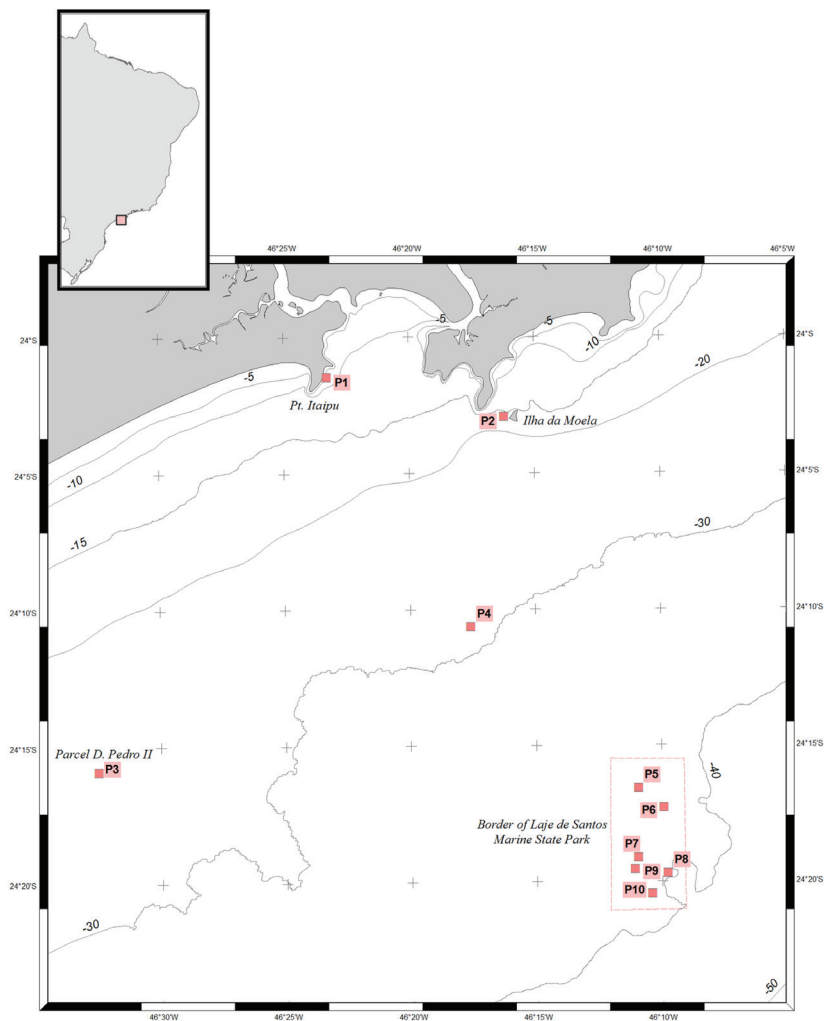 46°25'W 46°20'W 46°15'W 46°10'W 46°5'W
-5 -5
24°S 24°S
-10
-20
-5
P1
Pt. Itaipu
P2 Ilha da Moela
24°5'S 24°5'S
-10
-30
-15
P4
24°10'S 24°10'S
24°15'S 24°15'S
Parcel D. Pedro II
P3
-40
P5
P6
Border of Laje de Santos
Marine State Park
P7
P8
P9
24°20'S 24°20'S
P10
-30
-50
46°30'W 46°25'W 46°20'W 46°15'W 46°10'W